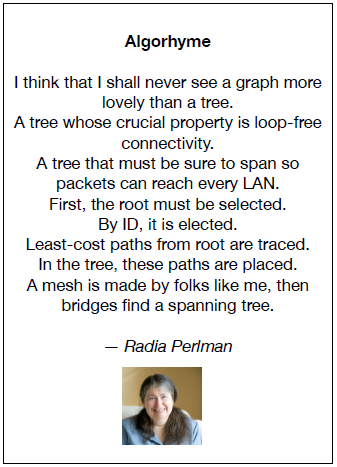 Algorhyme
I think that I shall never see a graph more
lovely than a tree.
A tree whose crucial property is loop-free
connectivity.
A tree that must be sure to span so
packets can reach every LAN.
First, the root must be selected.
By ID, it is elected.
Least-cost paths from root are traced.
In the tree, these paths are placed.
A mesh is made by folks like me, then
bridges find a spanning tree.
— Radia Perlman